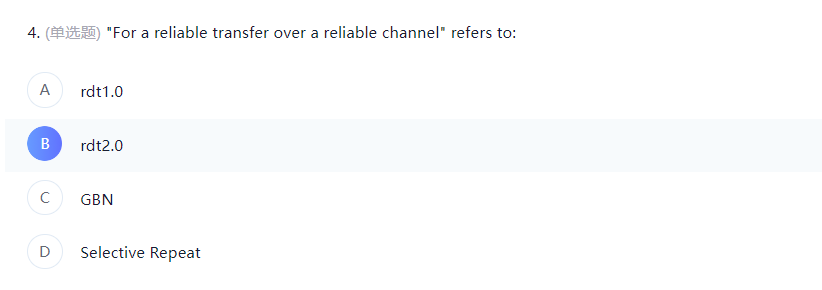 4. (单选题) "For a reliable transfer over a reliable channel" refers to:
A rdt1.0
B rdt2.0
C GBN
D Selective Repeat